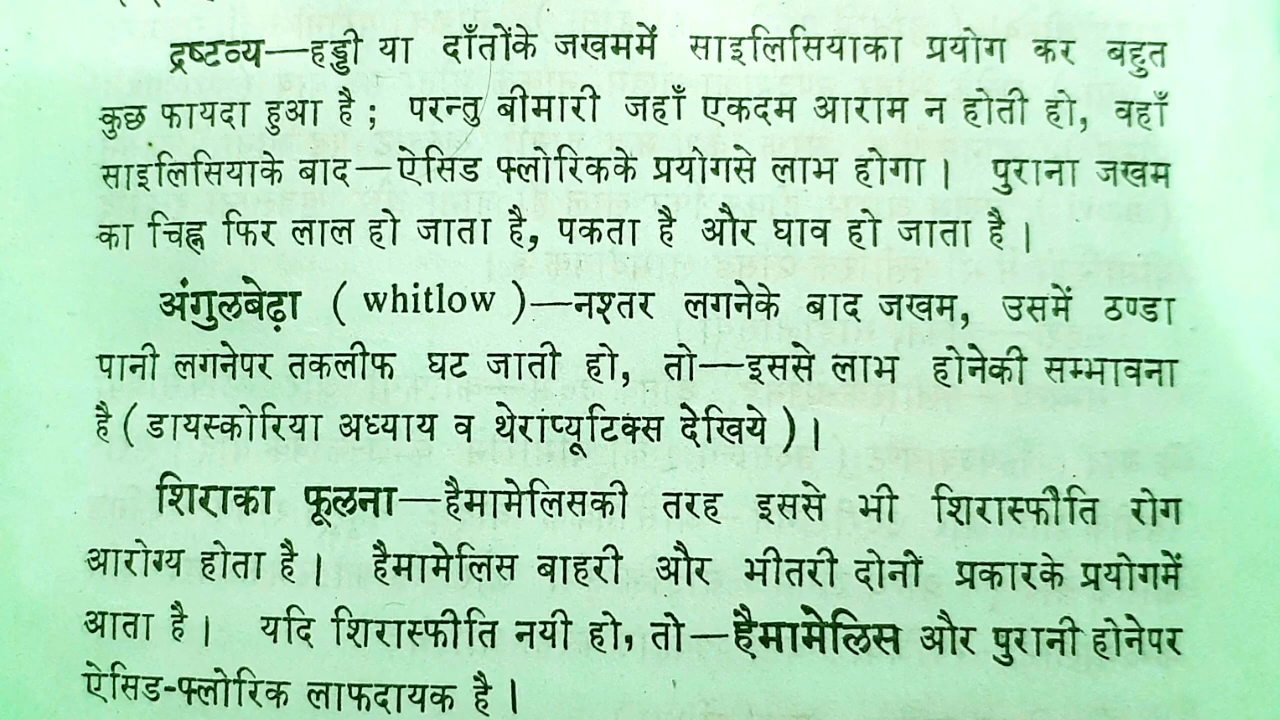 द्रष्टव्य—हड्डी या दाँतोंके जखममें साइलिसियाका प्रयोग कर बहुत
कुछ फायदा हुआ है ; परन्तु बीमारी जहाँ एकदम आराम न होती हो, वहाँ
साइलिसियाके बाद—ऐसिड फ्लोरिकके प्रयोगसे लाभ होगा । पुराना जखम
का चिह्न फिर लाल हो जाता है, पकता है और घाव हो जाता है ।
अंगुलबेढ़ा ( whitlow )—नश्तर लगनेके बाद जखम, उसमें ठण्डा
पानी लगनेपर तकलीफ घट जाती हो, तो—इससे लाभ होनेकी सम्भावना
है ( डायस्कोरिया अध्याय व थेराप्यूटिक्स देखिये ) ।
शिराका फूलना—हैमामेलिसकी तरह इससे भी शिरास्फीति रोग
आरोग्य होता है । हैमामेलिस बाहरी और भीतरी दोनों प्रकारके प्रयोगमें
आता है । यदि शिरास्फीति नयी हो, तो—हैमामेलिस और पुरानी होनेपर
ऐसिड-फ्लोरिक लाफदायक है ।